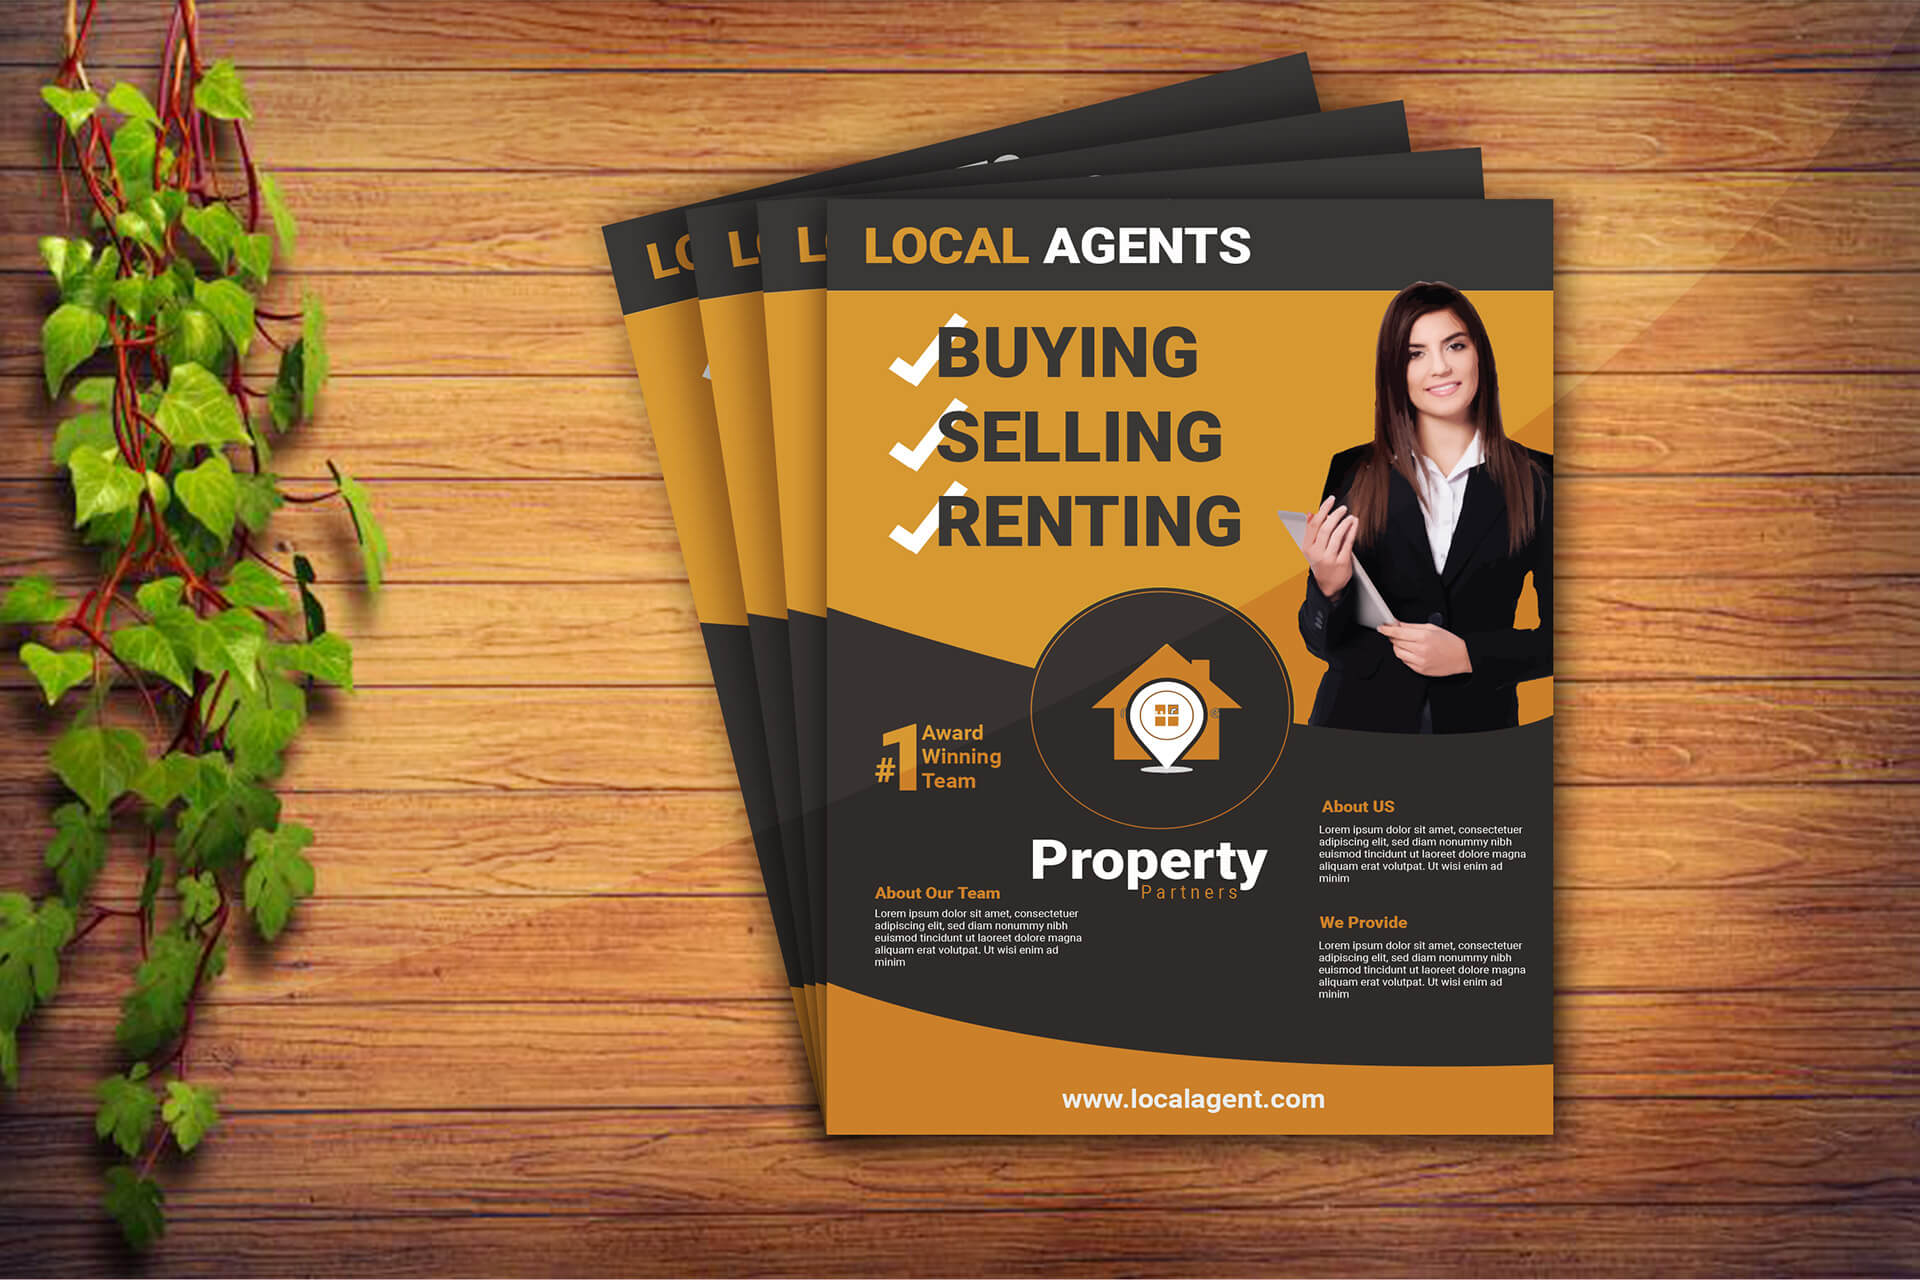 LOCAL AGENTS
BUYING
SELLING
RENTING
#1 Award
Winning
Team
Property
Partners
About Our Team
Lorem ipsum dolor sit amet, consectetuer
adipiscing elit, sed diam nonummy nibh
euismod tincidunt ut laoreet dolore magna
aliquam erat volutpat. Ut wisi enim ad
minim
About US
Lorem ipsum dolor sit amet, consectetuer
adipiscing elit, sed diam nonummy nibh
euismod tincidunt ut laoreet dolore magna
aliquam erat volutpat. Ut wisi enim ad
minim
We Provide
Lorem ipsum dolor sit amet, consectetuer
adipiscing elit, sed diam nonummy nibh
euismod tincidunt ut laoreet dolore magna
aliquam erat volutpat. Ut wisi enim ad
minim
www.localagent.com